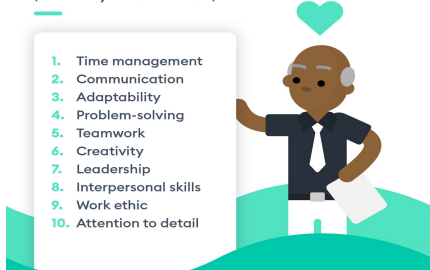 1. Time management
2. Communication
3. Adaptability
4. Problem-solving
5. Teamwork
6. Creativity
7. Leadership
8. Interpersonal skills
9. Work ethic
10. Attention to detail